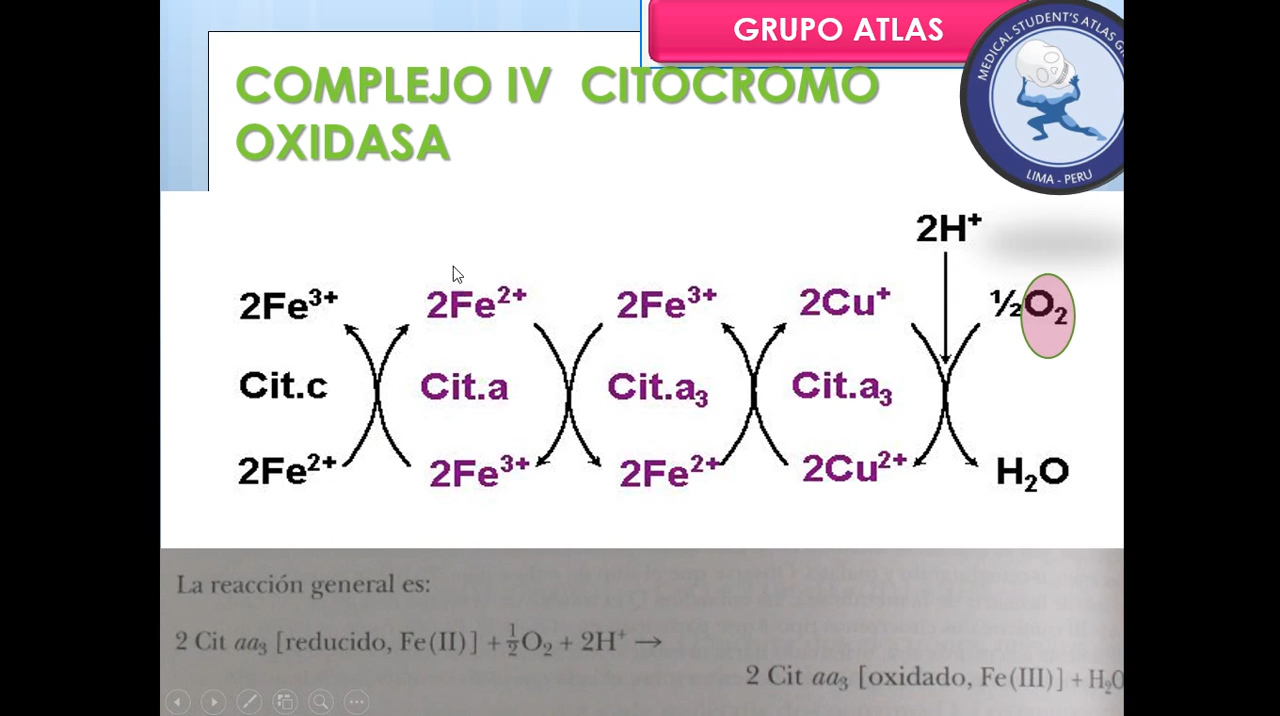 GRUPO ATLAS
MEDICAL STUDENT'S ATLAS
LIMA - PERU
COMPLEJO IV CITOCROMO
OXIDASA
2H⁺
2Fe³⁺ 2Fe²⁺ 2Fe³⁺ 2Cu⁺ ½O₂
Cit.c Cit.a Cit.a₃ Cit.a₃
2Fe²⁺ 2Fe³⁺ 2Fe²⁺ 2Cu²⁺ H₂O
La reacción general es:
2 Cit aa₃ [reducido, Fe(II)] + ½O₂ + 2H⁺ →
2 Cit aa₃ [oxidado, Fe(III)] + H₂O